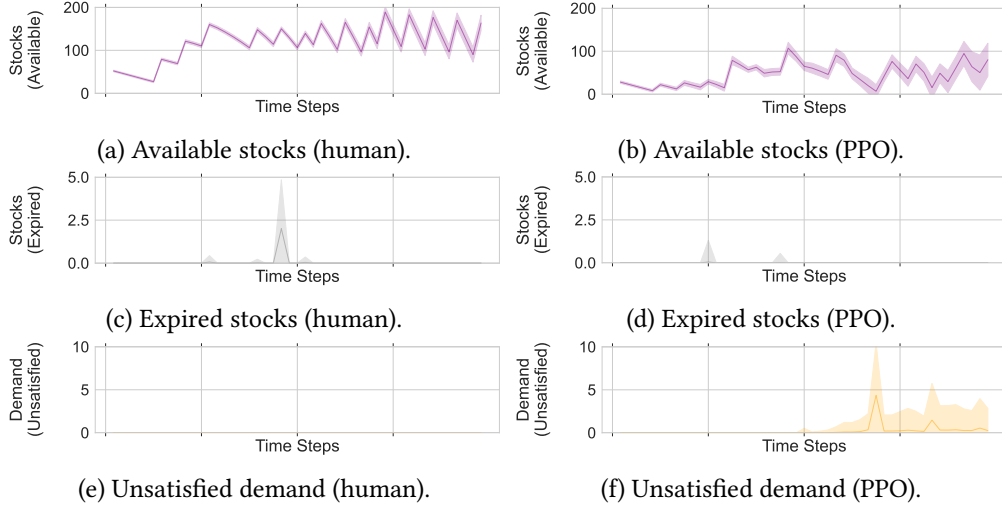 Stocks
(Available)
200
100
0
Time Steps
(a) Available stocks (human).
Stocks
(Available)
200
100
0
Time Steps
(b) Available stocks (PPO).
Stocks
(Expired)
5.0
2.5
0.0
Time Steps
(c) Expired stocks (human).
Stocks
(Expired)
5.0
2.5
0.0
Time Steps
(d) Expired stocks (PPO).
Demand
(Unsatisfied)
10
5
0
Time Steps
(e) Unsatisfied demand (human).
Demand
(Unsatisfied)
10
5
0
Time Steps
(f) Unsatisfied demand (PPO).